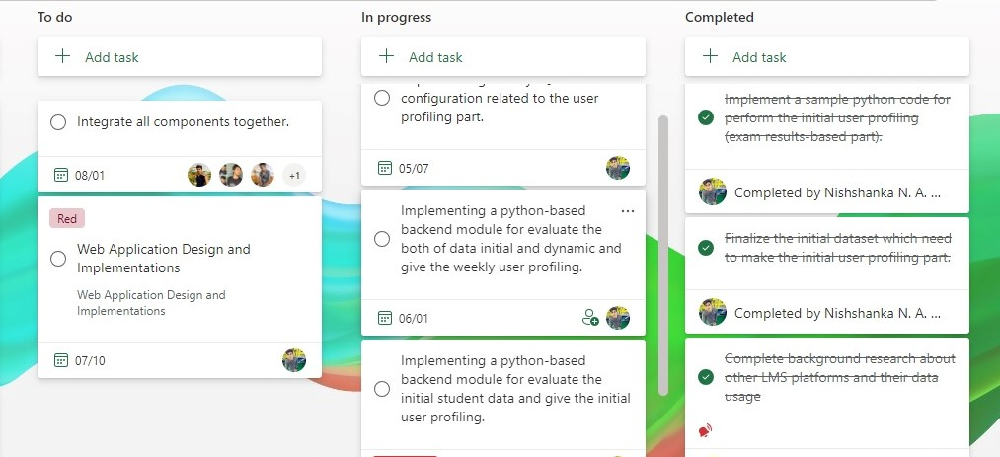 To do
Add task
Integrate all components together.
08/01
+1
Red
Web Application Design and
Implementations
Web Application Design and
Implementations
07/10
In progress
Add task
configuration related to the user
profiling part.
05/07
Implementing a python-based
backend module for evaluate the
both of data initial and dynamic and
give the weekly user profiling.
06/01
Implementing a python-based
backend module for evaluate the
initial student data and give the initial
user profiling.
Completed
Add task
Implement a sample python code for
perform the initial user profiling
(exam results-based part).
Completed by Nishshanka N. A. ...
Finalize the initial dataset which need
to make the initial user profiling part.
Completed by Nishshanka N. A. ...
Complete background research about
other LMS platforms and their data
usage